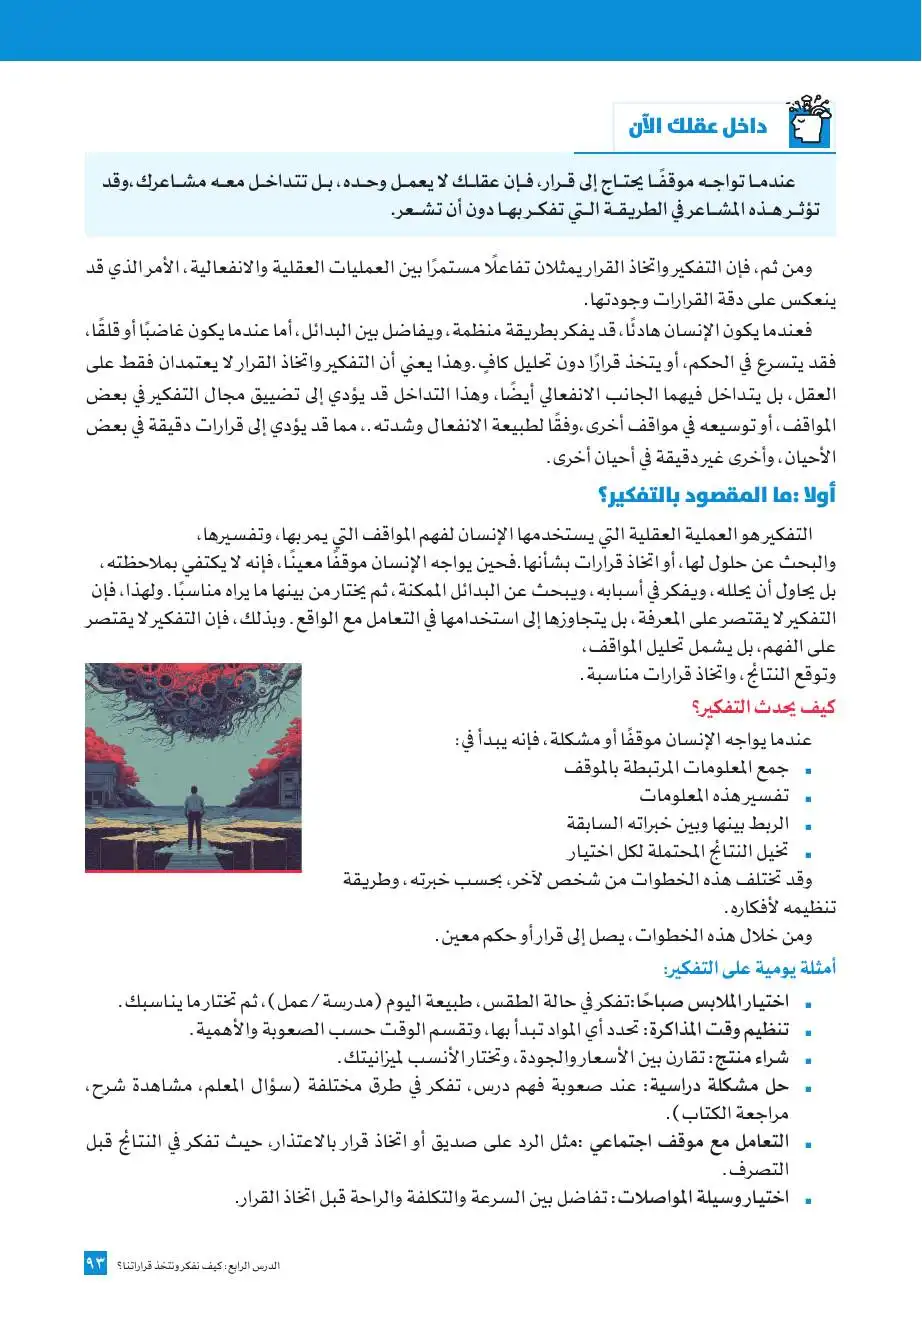 داخل عقلك الآن
عندما تواجه موقفًا يحتاج إلى قرار، فإن عقلك لا يعمل وحده، بل تتداخل معه مشاعرك ،وقد
تؤثر هذه المشاعر في الطريقة التي تفكر بها دون أن تشعر.
ومن ثم، فإن التفكير واتخاذ القرار يمثلان تفاعلًا مستمرًا بين العمليات العقلية والانفعالية، الأمر الذي قد
ينعكس على دقة القرارات وجودتها.
فعندما يكون الإنسان هادئًا، قد يفكر بطريقة منظمة، ويفاضل بين البدائل، أما عندما يكون غاضبًا أو قلقًا،
فقد يتسرع في الحكم، أو يتخذ قرارًا دون تحليل كافٍ .وهذا يعني أن التفكير واتخاذ القرار لا يعتمدان فقط على
العقل، بل يتداخل فيهما الجانب الانفعالي أيضًا، وهذا التداخل قد يؤدي إلى تضييق مجال التفكير في بعض
المواقف، أو توسيعه في مواقف أخرى ،وفقًا لطبيعة الانفعال وشدته .، مما قد يؤدي إلى قرارات دقيقة في بعض
الأحيان، وأخرى غير دقيقة في أحيان أخرى.
أولا :ما المقصود بالتفكير؟
التفكير هو العملية العقلية التي يستخدمها الإنسان لفهم المواقف التي يمر بها، وتفسيرها،
والبحث عن حلول لها، أو اتخاذ قرارات بشأنها.فحين يواجه الإنسان موقفًا معينًا، فإنه لا يكتفي بملاحظته،
بل يحاول أن يحلله، ويفكر في أسبابه، ويبحث عن البدائل الممكنة، ثم يختار من بينها ما يراه مناسبًا. ولهذا، فإن
التفكير لا يقتصر على المعرفة، بل يتجاوزها إلى استخدامها في التعامل مع الواقع. وبذلك، فإن التفكير لا يقتصر
على الفهم، بل يشمل تحليل المواقف،
وتوقع النتائج، واتخاذ قرارات مناسبة.
كيف يحدث التفكير؟
عندما يواجه الإنسان موقفًا أو مشكلة، فإنه يبدأ في:
▪ جمع المعلومات المرتبطة بالموقف
▪ تفسير هذه المعلومات
▪ الربط بينها وبين خبراته السابقة
▪ تخيل النتائج المحتملة لكل اختيار
وقد تختلف هذه الخطوات من شخص لآخر، بحسب خبرته، وطريقة
تنظيمه لأفكاره.
ومن خلال هذه الخطوات، يصل إلى قرار أو حكم معين.
أمثلة يومية على التفكير:
▪ اختيار الملابس صباحًا:تفكر في حالة الطقس، طبيعة اليوم (مدرسة/عمل)، ثم تختار ما يناسبك.
▪ تنظيم وقت المذاكرة: تحدد أي المواد تبدأ بها، وتقسم الوقت حسب الصعوبة والأهمية.
▪ شراء منتج: تقارن بين الأسعار والجودة، وتختار الأنسب لميزانيتك.
▪ حل مشكلة دراسية: عند صعوبة فهم درس، تفكر في طرق مختلفة (سؤال المعلم، مشاهدة شرح،
مراجعة الكتاب).
▪ التعامل مع موقف اجتماعي :مثل الرد على صديق أو اتخاذ قرار بالاعتذار، حيث تفكر في النتائج قبل
التصرف.
▪ اختيار وسيلة المواصلات: تفاضل بين السرعة والتكلفة والراحة قبل اتخاذ القرار.
الدرس الرابع: كيف نفكر ونتخذ قراراتنا؟ ٩٣